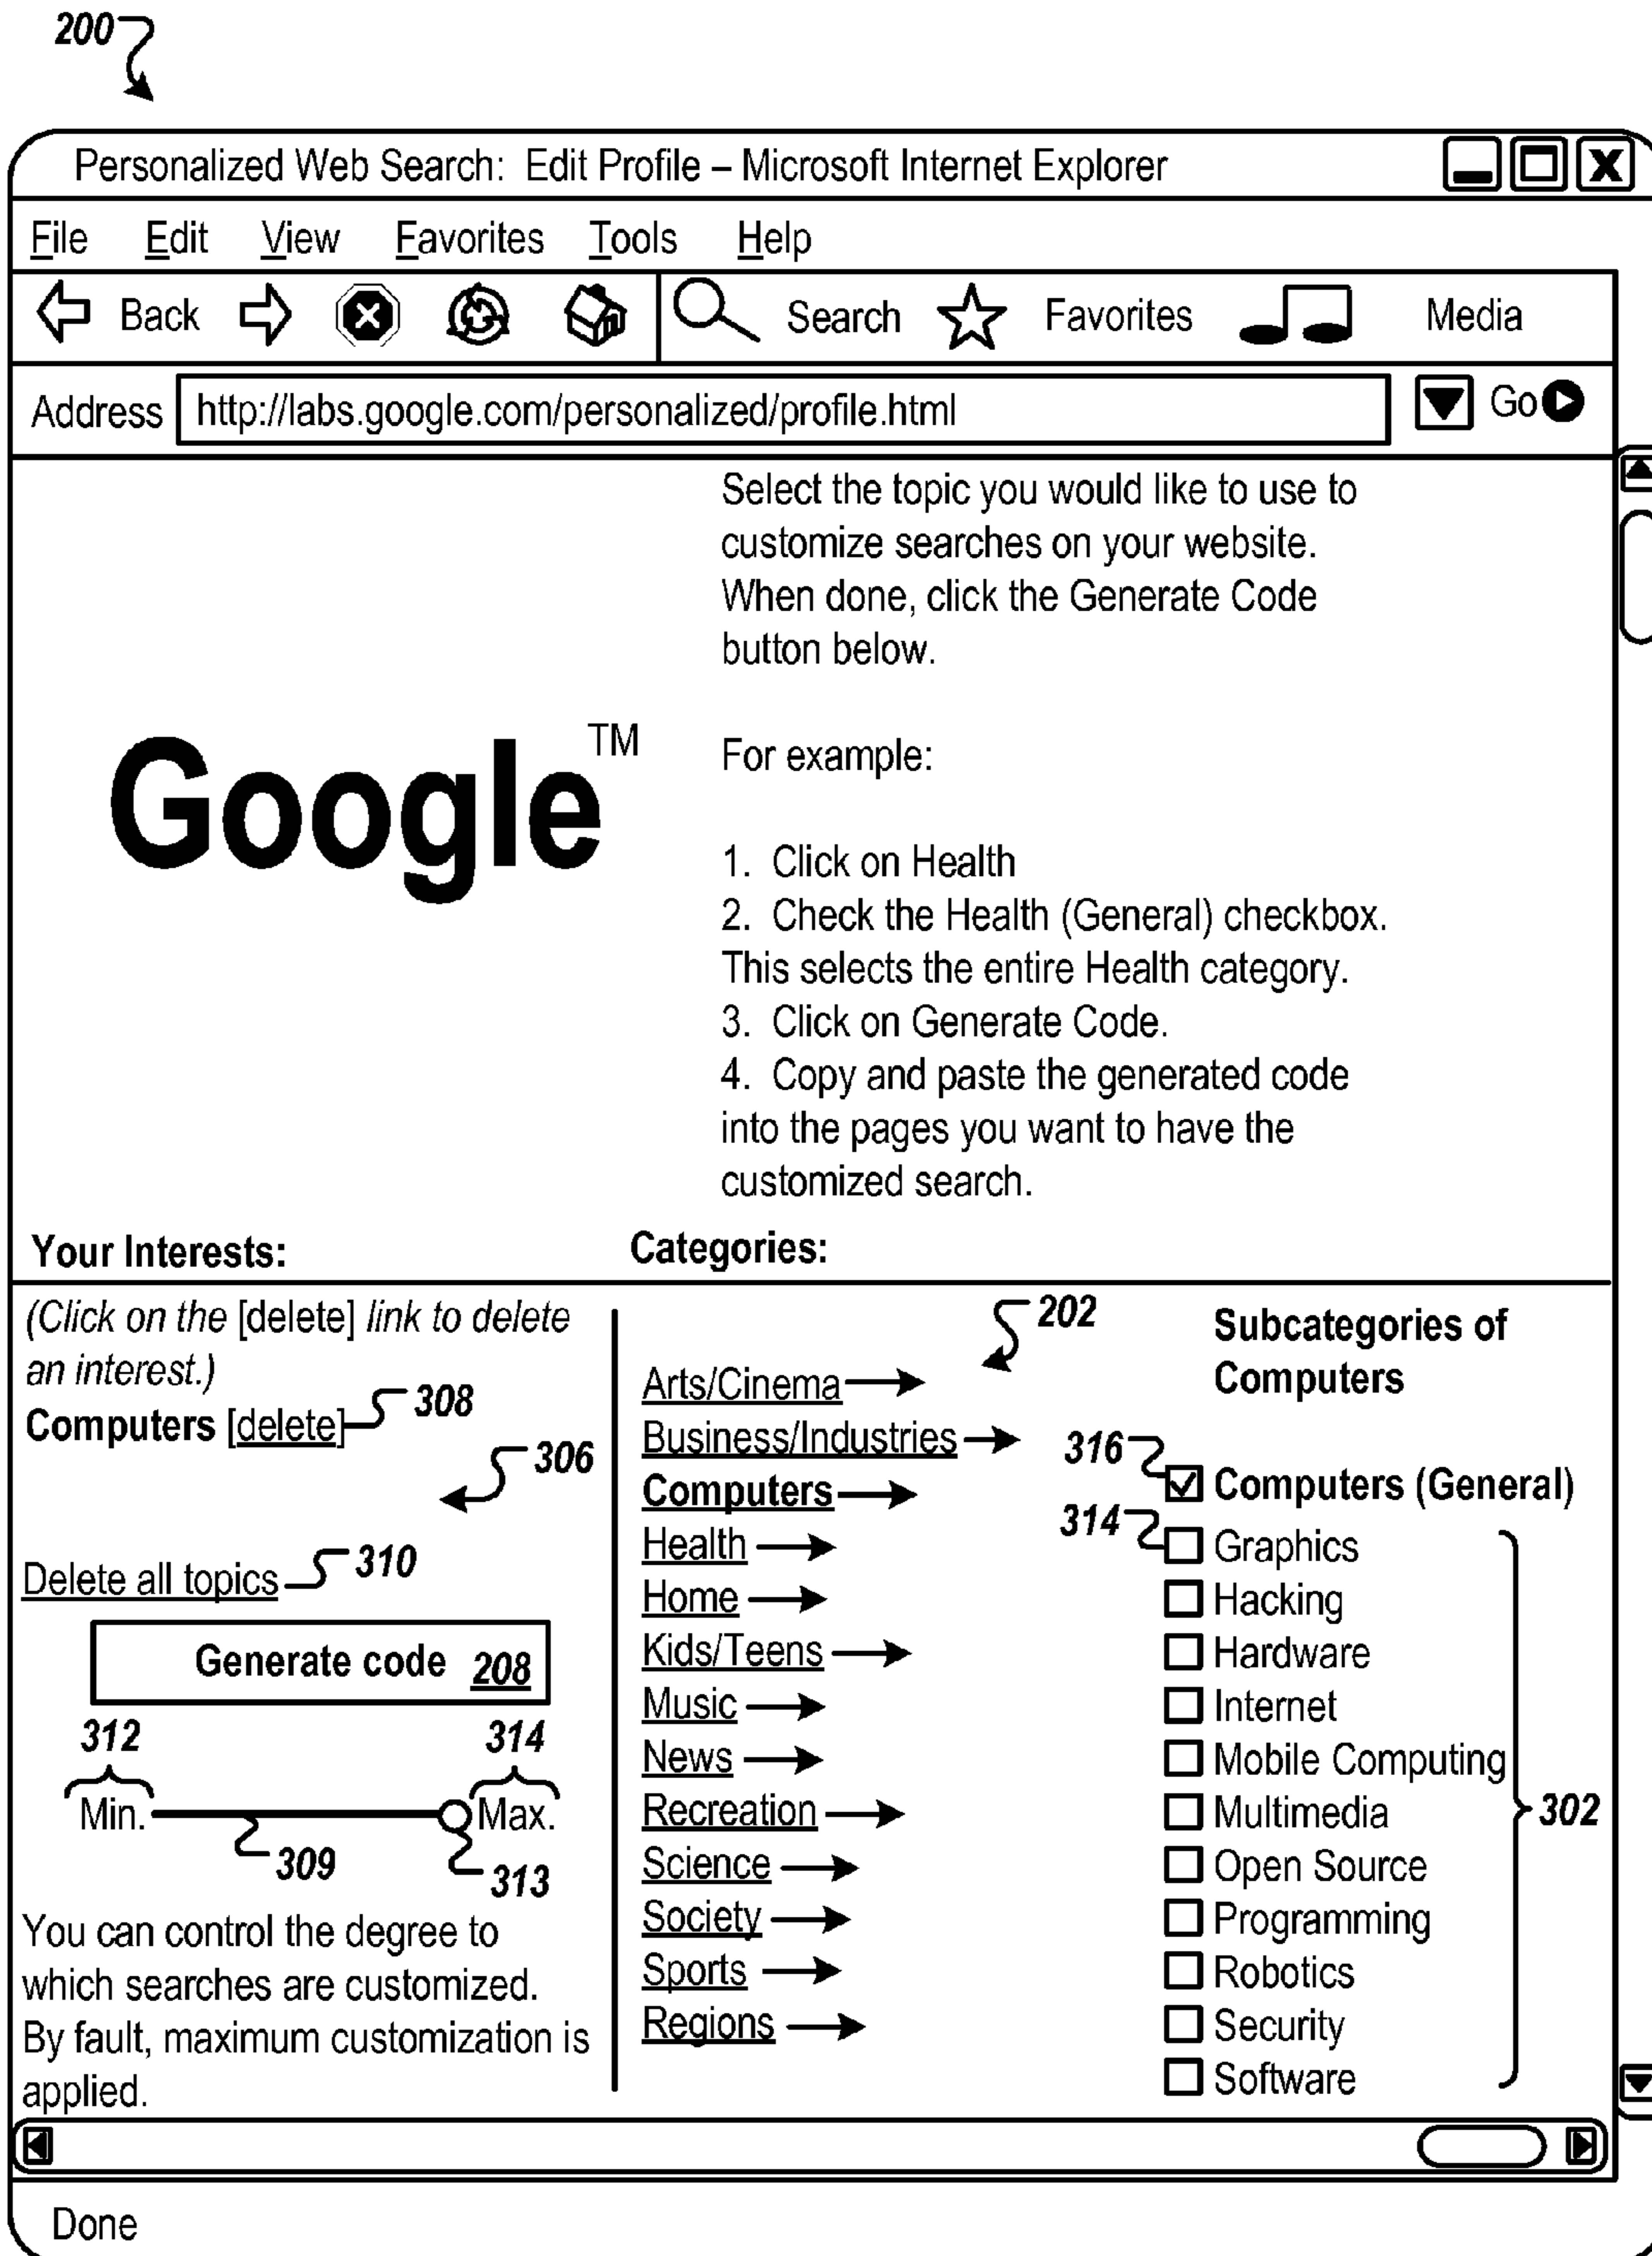 200
Personalized Web Search: Edit Profile – Microsoft Internet Explorer
File Edit View Favorites Tools Help
Back Search Favorites Media
Address http://labs.google.com/personalized/profile.html Go
Select the topic you would like to use to
customize searches on your website.
When done, click the Generate Code
button below.
Google TM
For example:
1. Click on Health
2. Check the Health (General) checkbox.
This selects the entire Health category.
3. Click on Generate Code.
4. Copy and paste the generated code
into the pages you want to have the
customized search.
Your Interests:
(Click on the [delete] link to delete
an interest.)
Computers [delete] 308
306
Delete all topics 310
Generate code 208
312 314
Min. Max.
309 313
You can control the degree to
which searches are customized.
By fault, maximum customization is
applied.
Categories:
202
Arts/Cinema
Business/Industries
Computers
Health
Home
Kids/Teens
Music
News
Recreation
Science
Society
Sports
Regions
Subcategories of
Computers
316 Computers (General)
314 Graphics
Hacking
Hardware
Internet
Mobile Computing
Multimedia 302
Open Source
Programming
Robotics
Security
Software
Done